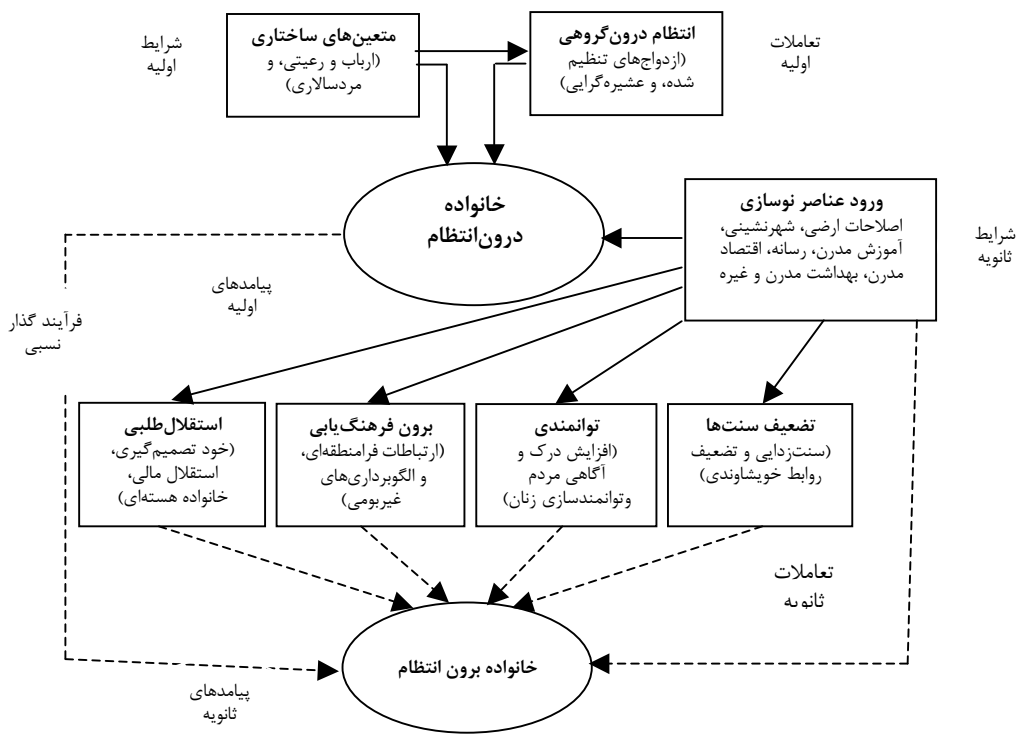 تعاملات
اولیه
انتظام درون‌گروهی
(ازدواج‌های تنظیم
شده، و عشیره‌گرایی)
متعین‌های ساختاری
(ارباب و رعیتی، و
مردسالاری)
شرایط
اولیه
خانواده
درون‌انتظام
شرایط
ثانویه
ورود عناصر نوسازی
اصلاحات ارضی، شهرنشینی،
آموزش مدرن، رسانه، اقتصاد
مدرن، بهداشت مدرن و غیره
پیامدهای
اولیه
فرآیند گذار
نسبی
تضعیف سنت‌ها
(سنت‌زدایی و تضعیف
روابط خویشاوندی)
توانمندی
(افزایش درک و
آگاهی مردم
وتوانمندسازی زنان)
برون فرهنگ‌یابی
(ارتباطات فرامنطقه‌ای،
و الگوبرداری‌های
غیربومی)
استقلال‌طلبی
(خود تصمیم‌گیری،
استقلال مالی،
خانواده هسته‌ای)
تعاملات
ثانویه
خانواده برون انتظام
پیامدهای
ثانویه